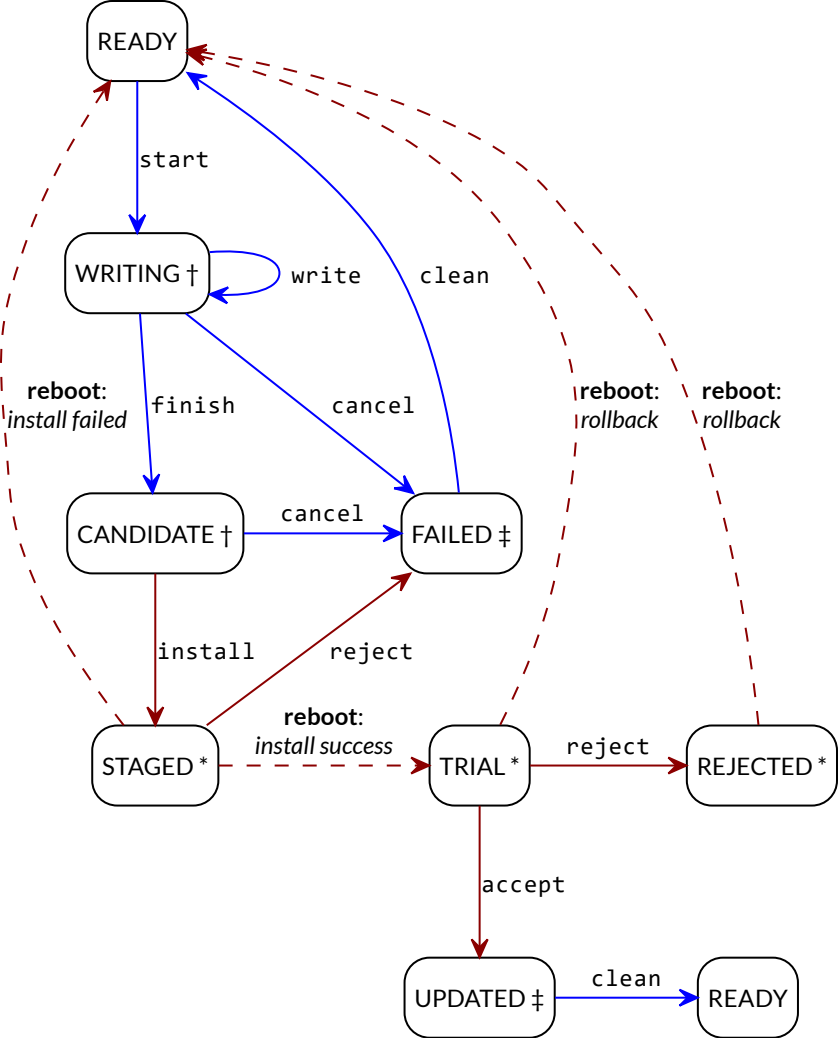 READY
start
WRITING †
write
clean
reboot:
install failed
finish
cancel
reboot:
rollback
reboot:
rollback
CANDIDATE †
cancel
FAILED ‡
install
reject
STAGED *
reboot:
install success
TRIAL *
reject
REJECTED *
accept
UPDATED ‡
clean
READY